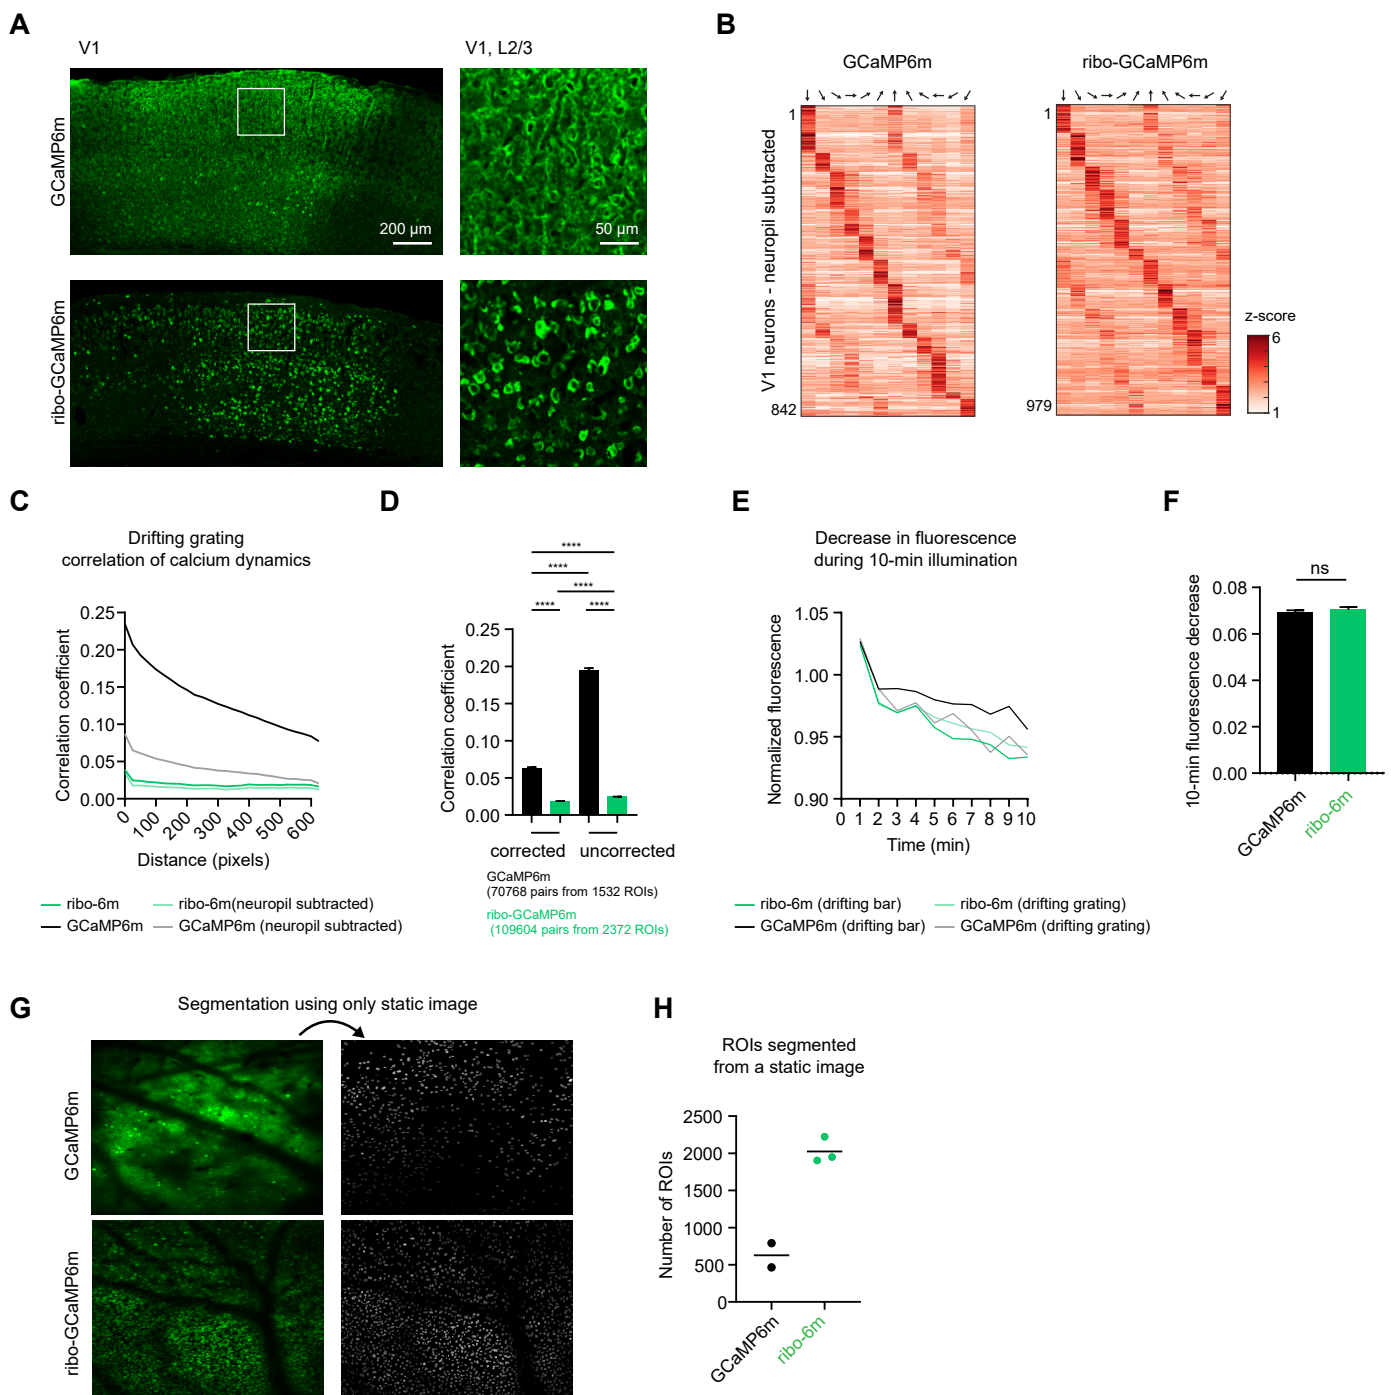 A
V1
V1, L2/3
GCaMP6m
200 µm
50 µm
ribo-GCaMP6m
B
GCaMP6m
ribo-GCaMP6m
V1 neurons - neuropil subtracted
1
842
1
979
z-score
6
1
C
Drifting grating
correlation of calcium dynamics
Correlation coefficient
0.25
0.20
0.15
0.10
0.05
0.00
0
100
200
300
400
500
600
Distance (pixels)
ribo-6m
ribo-6m(neuropil subtracted)
GCaMP6m
GCaMP6m (neuropil subtracted)
D
****
****
****
****
****
Correlation coefficient
0.25
0.20
0.15
0.10
0.05
0.00
corrected
uncorrected
GCaMP6m
(70768 pairs from 1532 ROIs)
ribo-GCaMP6m
(109604 pairs from 2372 ROIs)
E
Decrease in fluorescence
during 10-min illumination
Normalized fluorescence
1.05
1.00
0.95
0.90
0 1 2 3 4 5 6 7 8 9 10
Time (min)
ribo-6m (drifting bar)
ribo-6m (drifting grating)
GCaMP6m (drifting bar)
GCaMP6m (drifting grating)
F
ns
10-min fluorescence decrease
0.08
0.06
0.04
0.02
0.00
GCaMP6m
ribo-6m
G
Segmentation using only static image
GCaMP6m
ribo-GCaMP6m
H
ROIs segmented
from a static image
Number of ROIs
2500
2000
1500
1000
500
0
GCaMP6m
ribo-6m